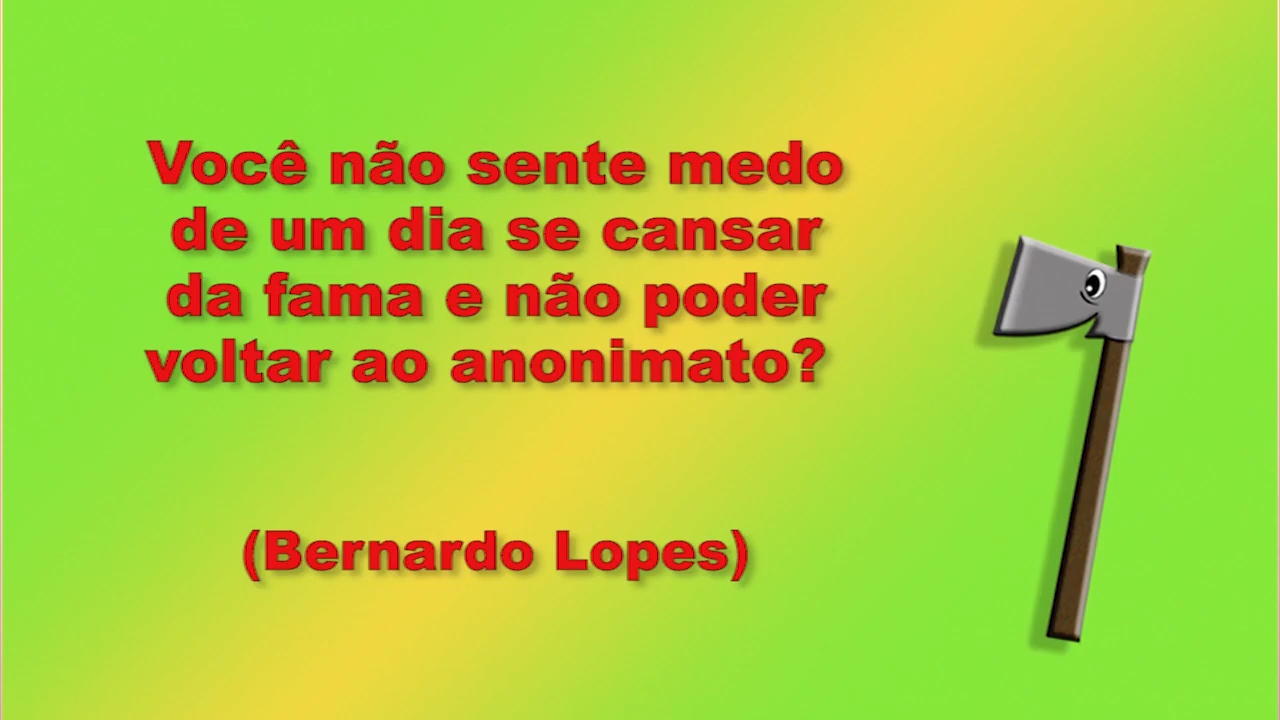 Você não sente medo
de um dia se cansar
da fama e não poder
voltar ao anonimato?
(Bernardo Lopes)